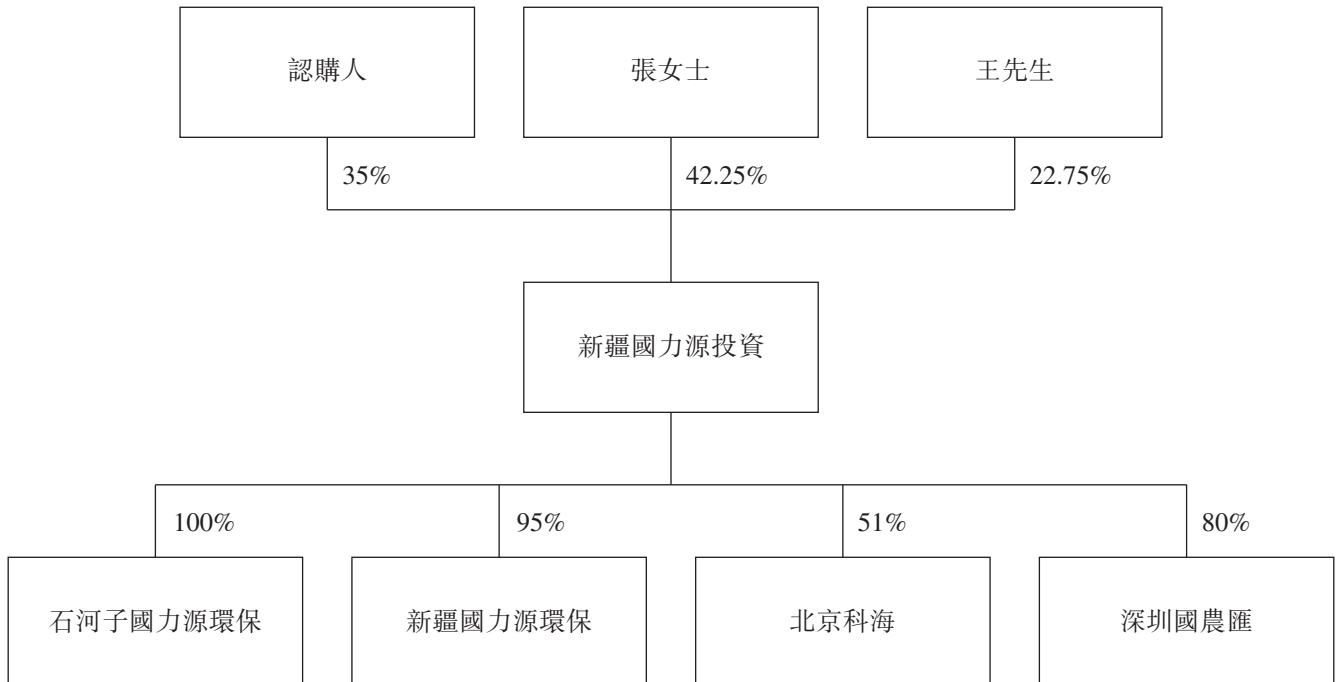 認購人
張女士
王先生
35%
42.25%
22.75%
新疆國力源投資
100%
95%
51%
80%
石河子國力源環保
新疆國力源環保
北京科海
深圳國農匯